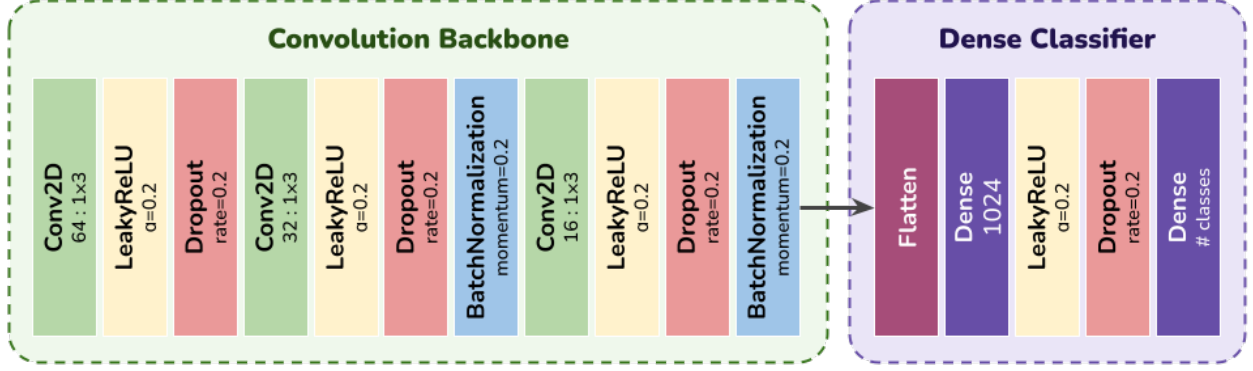 Convolution Backbone
Conv2D
64 : 1x3
LeakyReLU
α=0.2
Dropout
rate=0.2
Conv2D
32 : 1x3
LeakyReLU
α=0.2
Dropout
rate=0.2
BatchNormalization
momentum=0.2
Conv2D
16 : 1x3
LeakyReLU
α=0.2
Dropout
rate=0.2
BatchNormalization
momentum=0.2
Dense Classifier
Flatten
Dense
1024
LeakyReLU
α=0.2
Dropout
rate=0.2
Dense
# classes